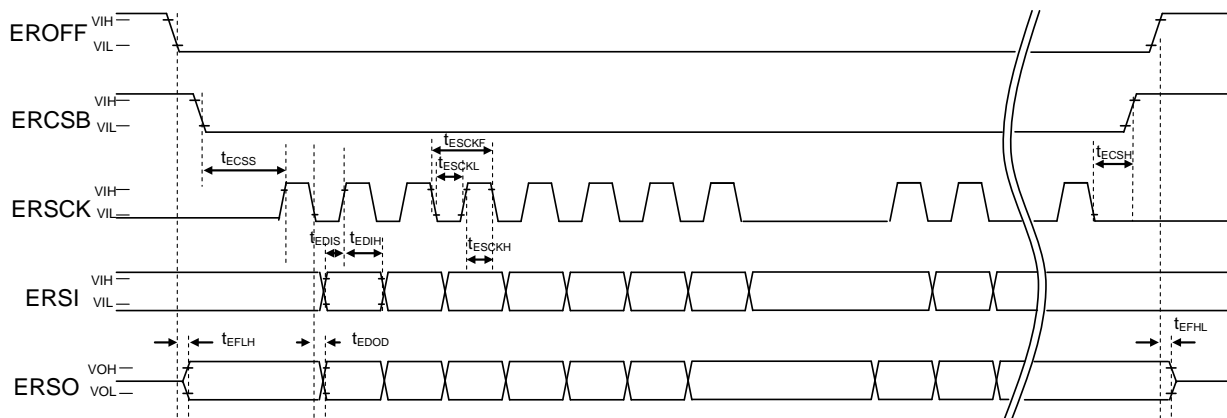 EROFF
VIH
VIL
ERCSB
VIH
VIL
tECSS
tESCKF
tESCKL
tECSH
ERSCK
VIH
VIL
tEDIS
tEDIH
tESCKH
ERSI
VIH
VIL
tEFLH
tEDOD
tEFHL
ERSO
VOH
VOL